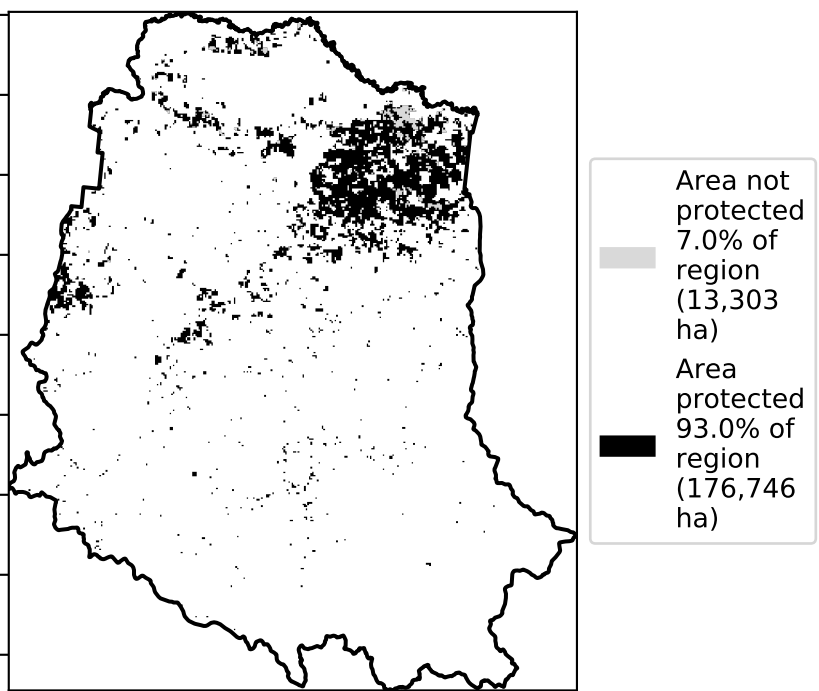 Area not
protected
7.0% of
region
(13,303
ha)
Area
protected
93.0% of
region
(176,746
ha)